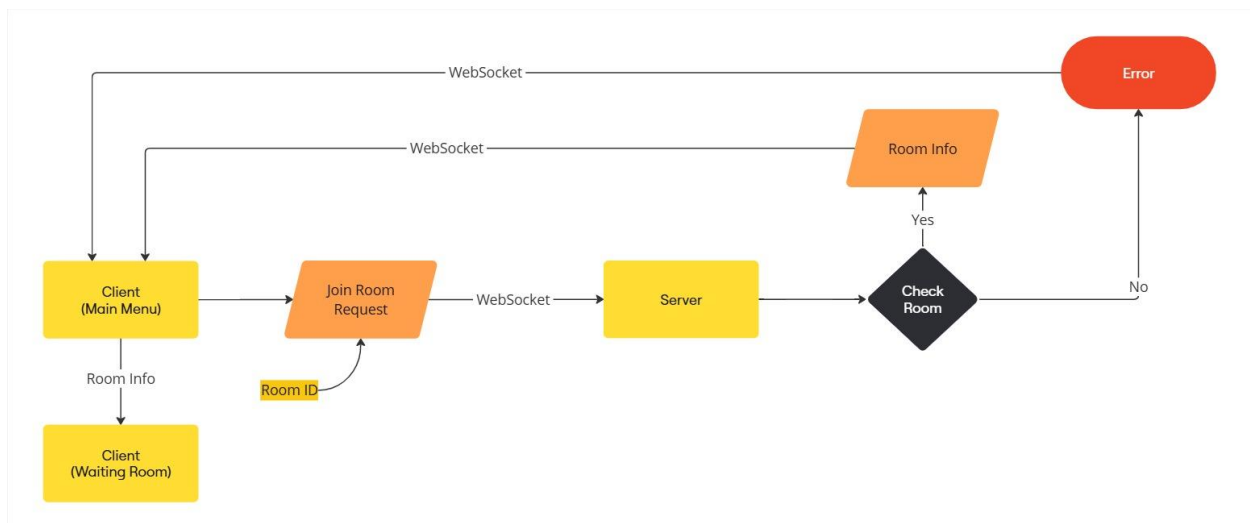 WebSocket
Error
WebSocket
Room Info
Yes
Client
(Main Menu)
Join Room
Request
WebSocket
Server
Check
Room
No
Room Info
Room ID
Client
(Waiting Room)